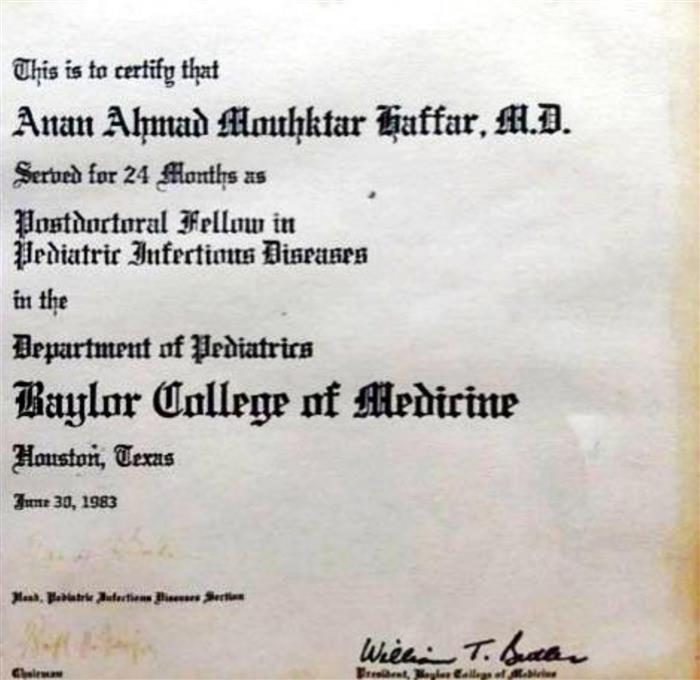 This is to certify that
Anan Ahmad Mouhktar Haffar, M.D.
Served for 24 Months as
Postdoctoral Fellow in
Pediatric Infectious Diseases
in the
Department of Pediatrics
Baylor College of Medicine
Houston, Texas
June 30, 1983
Head, Pediatric Infectious Diseases Section
William T. Butler
Chairman
President, Baylor College of Medicine